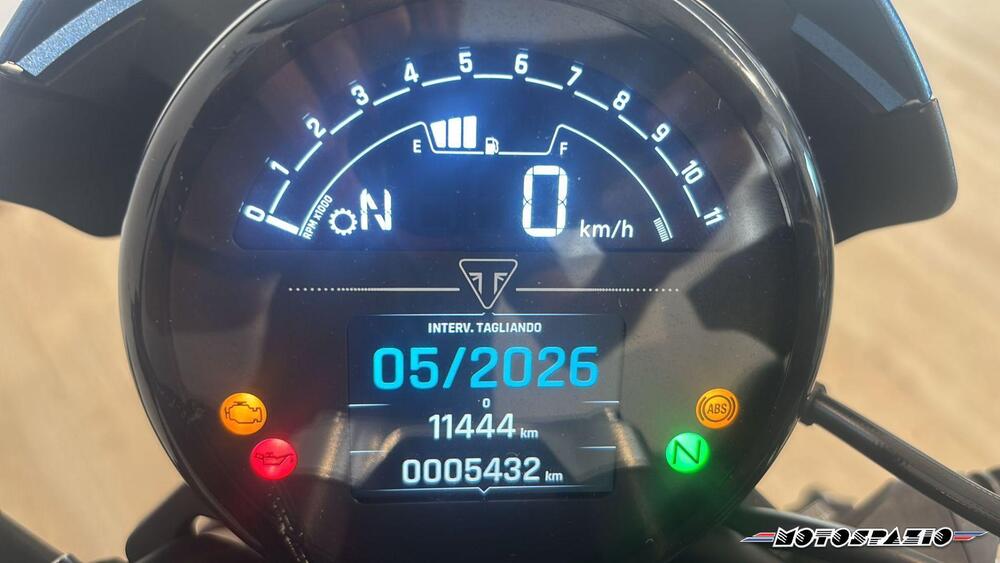 0 1 2 3 4 5 6 7 8 9 10 11
E F
RPM X1000
N 0 km/h
INTERV. TAGLIANDO
05/2026
O
11444 km
0005432 km
ABS
N
MOTOSPAZIO